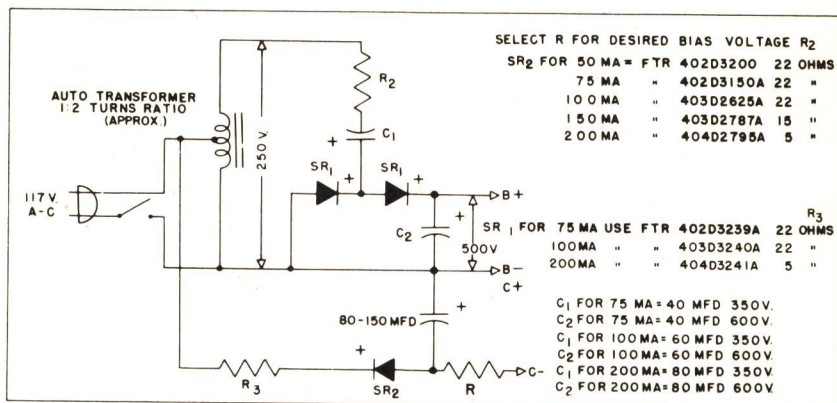 SELECT R FOR DESIRED BIAS VOLTAGE R2
SR2 FOR 50 MA = FTR 402D3200 22 OHMS
75 MA " 402D3150A 22 "
100 MA " 403D2625A 22 "
150 MA " 403D2787A 15 "
200 MA " 404D2795A 5 "
AUTO TRANSFORMER
1:2 TURNS RATIO
(APPROX.)
250 V.
R2
+ C1
SR1 SR1
+ +
117 V.
A-C
B+
C2 +
500V
B-
C+
R3
SR1 FOR 75 MA USE FTR 402D3239A 22 OHMS
100MA " " 403D3240A 22 "
200MA " " 404D3241A 5 "
80-150 MFD +
C1 FOR 75 MA = 40 MFD 350V.
C2 FOR 75 MA = 40 MFD 600V.
C1 FOR 100 MA = 60 MFD 350V.
C2 FOR 100 MA = 60 MFD 600V.
C1 FOR 200 MA = 80 MFD 350V.
C2 FOR 200 MA = 80 MFD 600V.
+
R3 SR2 R C-